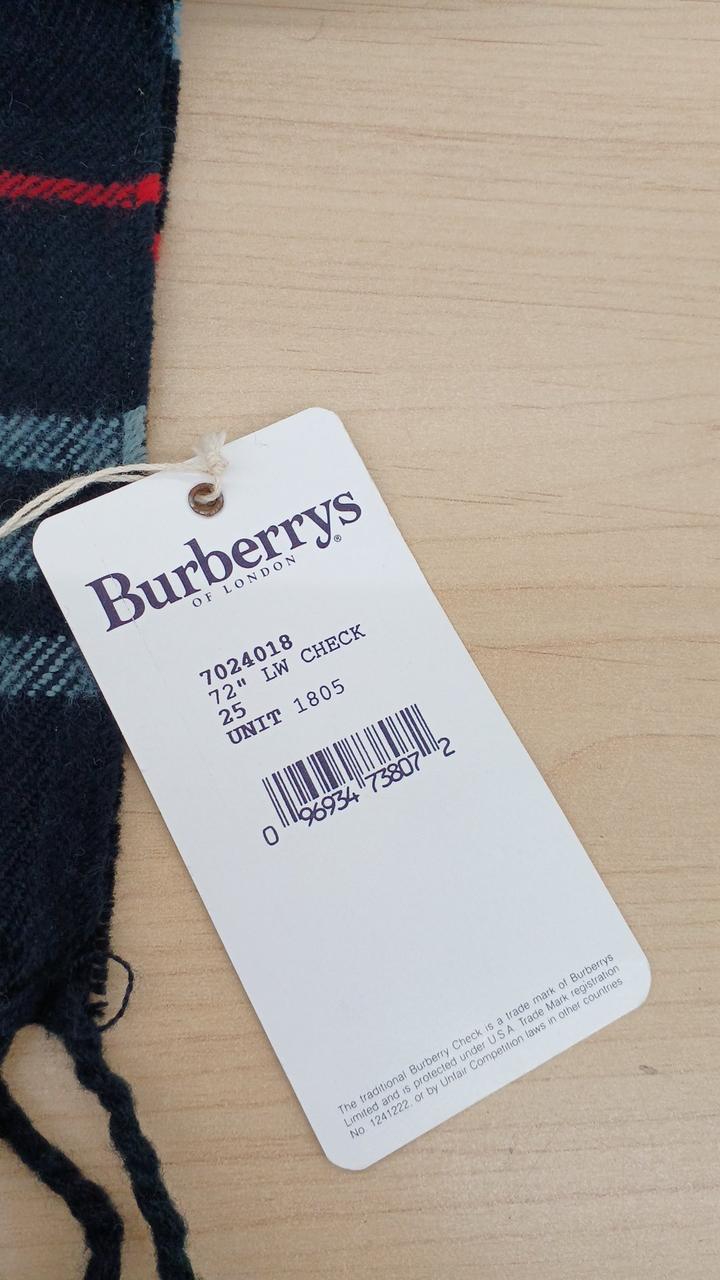 Burberrys®
OF LONDON
7024018
72" LW CHECK
25
UNIT 1805
0 96934 73807 2
The traditional Burberry Check is a trade mark of Burberrys
Limited and is protected under U.S.A. Trade Mark registration
No. 1241222. or by Unfair Competition laws in other countries